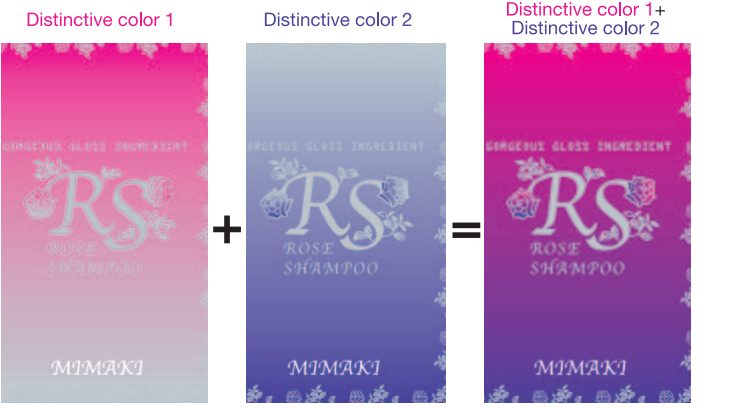 Distinctive color 1
Distinctive color 2
Distinctive color 1+
Distinctive color 2
GORGEOUS GLOSS INGREDIENT
RS
ROSE
SHAMPOO
MIMAKI
+
GORGEOUS GLOSS INGREDIENT
RS
ROSE
SHAMPOO
MIMAKI
=
GORGEOUS GLOSS INGREDIENT
RS
ROSE
SHAMPOO
MIMAKI